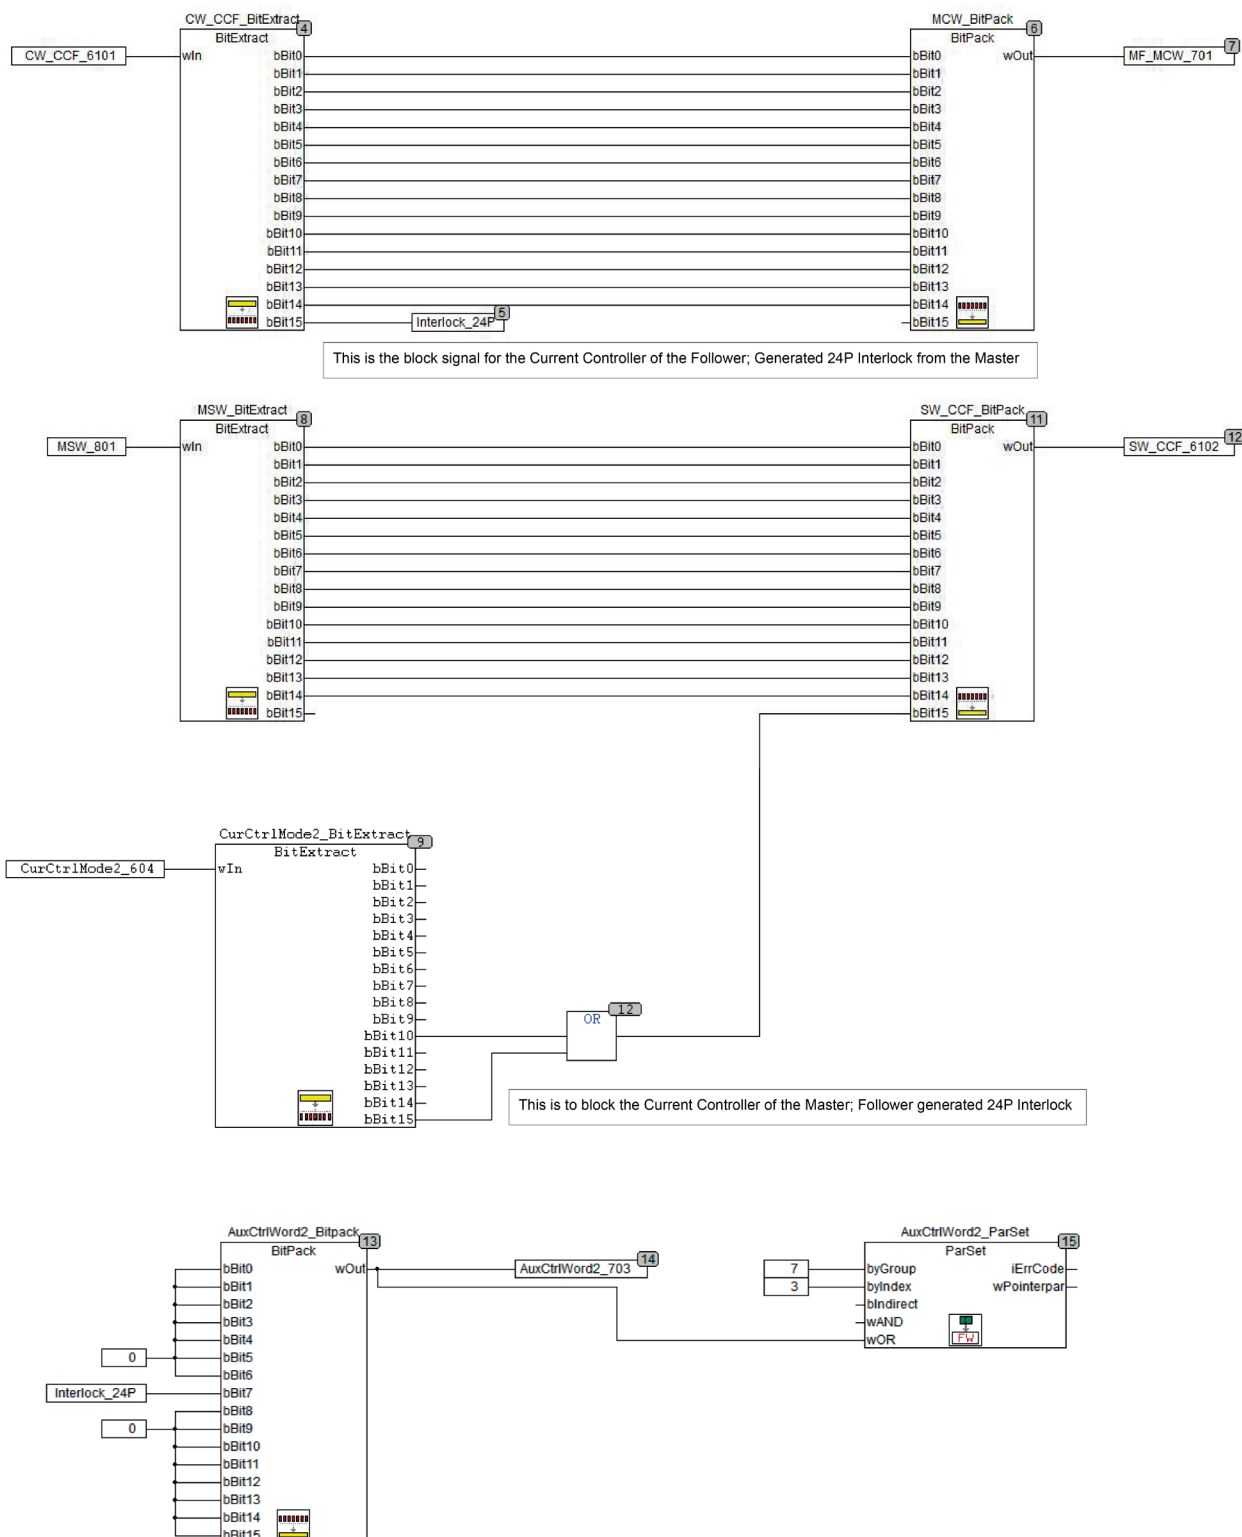 CW_CCF_BitExtract
4
BitExtract
CW_CCF_6101
wIn
bBit0
bBit1
bBit2
bBit3
bBit4
bBit5
bBit6
bBit7
bBit8
bBit9
bBit10
bBit11
bBit12
bBit13
bBit14
bBit15
Interlock_24P
5
MCW_BitPack
6
BitPack
bBit0
wOut
bBit1
bBit2
bBit3
bBit4
bBit5
bBit6
bBit7
bBit8
bBit9
bBit10
bBit11
bBit12
bBit13
bBit14
bBit15
MF_MCW_701
7
This is the block signal for the Current Controller of the Follower; Generated 24P Interlock from the Master
MSW_BitExtract
8
BitExtract
MSW_801
wIn
bBit0
bBit1
bBit2
bBit3
bBit4
bBit5
bBit6
bBit7
bBit8
bBit9
bBit10
bBit11
bBit12
bBit13
bBit14
bBit15
SW_CCF_BitPack
11
BitPack
bBit0
wOut
bBit1
bBit2
bBit3
bBit4
bBit5
bBit6
bBit7
bBit8
bBit9
bBit10
bBit11
bBit12
bBit13
bBit14
bBit15
SW_CCF_6102
12
CurCtrlMode2_BitExtract
9
BitExtract
CurCtrlMode2_604
wIn
bBit0
bBit1
bBit2
bBit3
bBit4
bBit5
bBit6
bBit7
bBit8
bBit9
bBit10
bBit11
bBit12
bBit13
bBit14
bBit15
12
OR
This is to block the Current Controller of the Master; Follower generated 24P Interlock
AuxCtrlWord2_Bitpack
13
BitPack
bBit0
wOut
bBit1
bBit2
bBit3
bBit4
0
bBit5
bBit6
Interlock_24P
bBit7
bBit8
0
bBit9
bBit10
bBit11
bBit12
bBit13
bBit14
bBit15
AuxCtrlWord2_703
14
AuxCtrlWord2_ParSet
15
ParSet
7
byGroup
iErrCode
3
byIndex
wPointerpar
bIndirect
wAND
wOR
FW